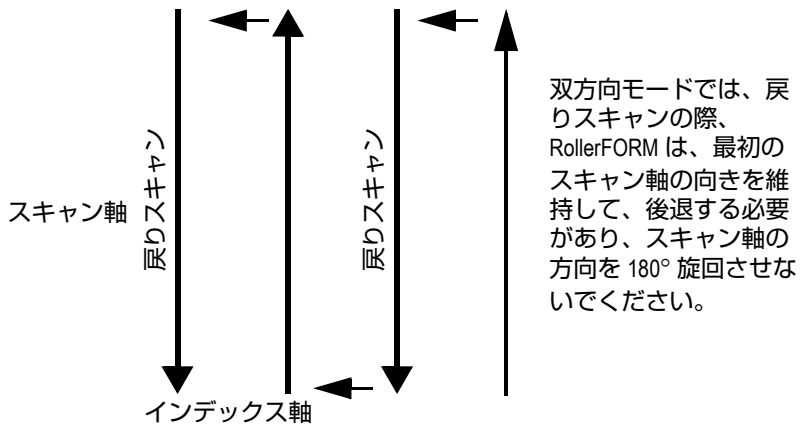 スキャン軸
戻りスキャン
戻りスキャン
インデックス軸
双方向モードでは、戻
りスキャンの際、
RollerFORM は、最初の
スキャン軸の向きを維
持して、後退する必要
があり、スキャン軸の
方向を 180° 旋回させな
いでください。